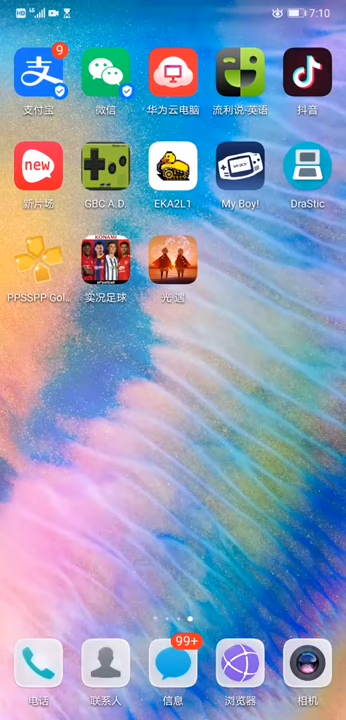 HD 7:10
9
支付宝 微信 华为云电脑 流利说-英语 抖音
new
新片场 GBC A.D. EKA2L1 My Boy! DraStic
KONAMI
PPSSPP Gol... 实况足球 光·遇
99+
电话 联系人 信息 浏览器 相机